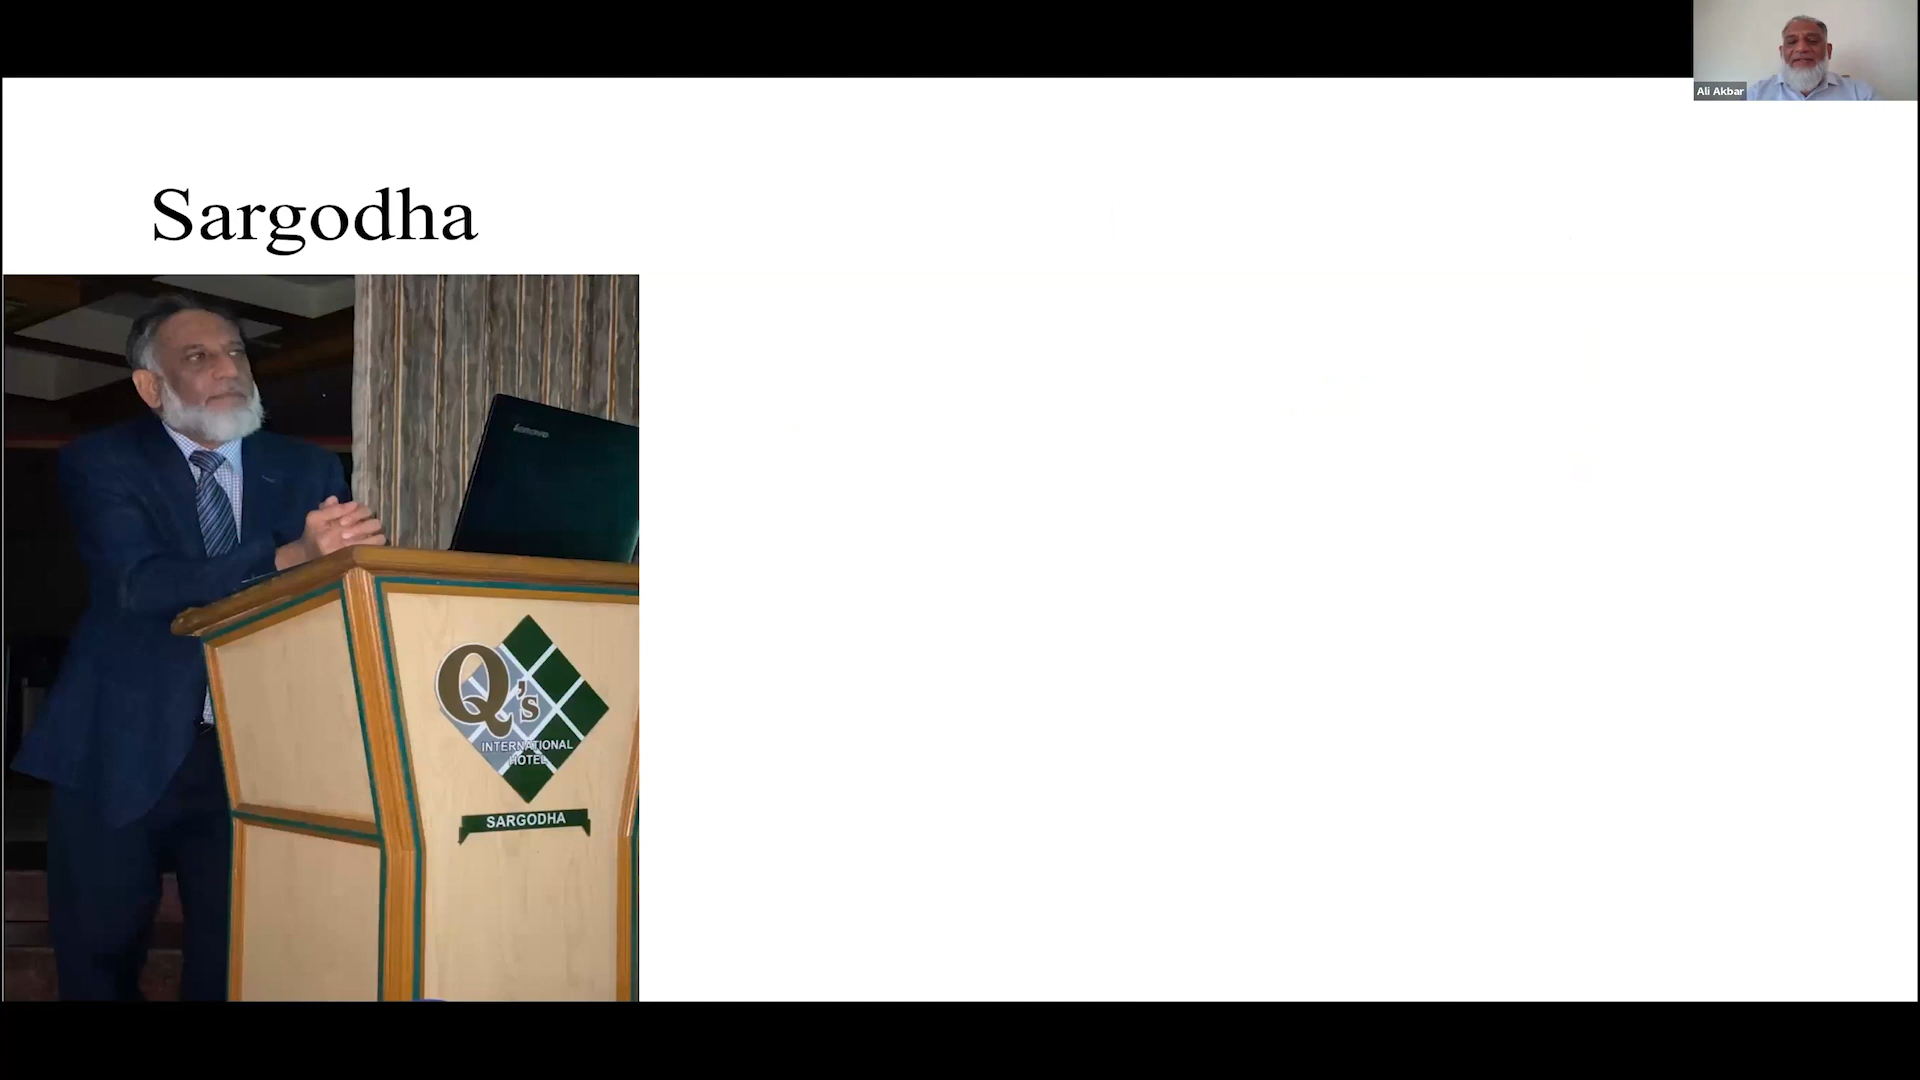 Ali Akbar
Sargodha
lenovo
Q's
INTERNATIONAL
HOTEL
SARGODHA